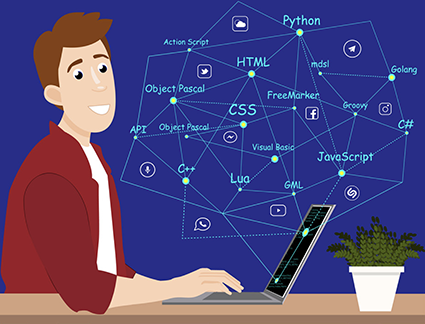 Python
Action Script
HTML
mdsl
Golang
Object Pascal
FreeMarker
CSS
Groovy
API
Object Pascal
C#
Visual Basic
JavaScript
C++
Lua
GML